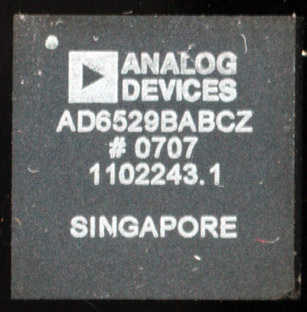 ANALOG
DEVICES
AD6529BABCZ
# 0707
1102243.1
SINGAPORE